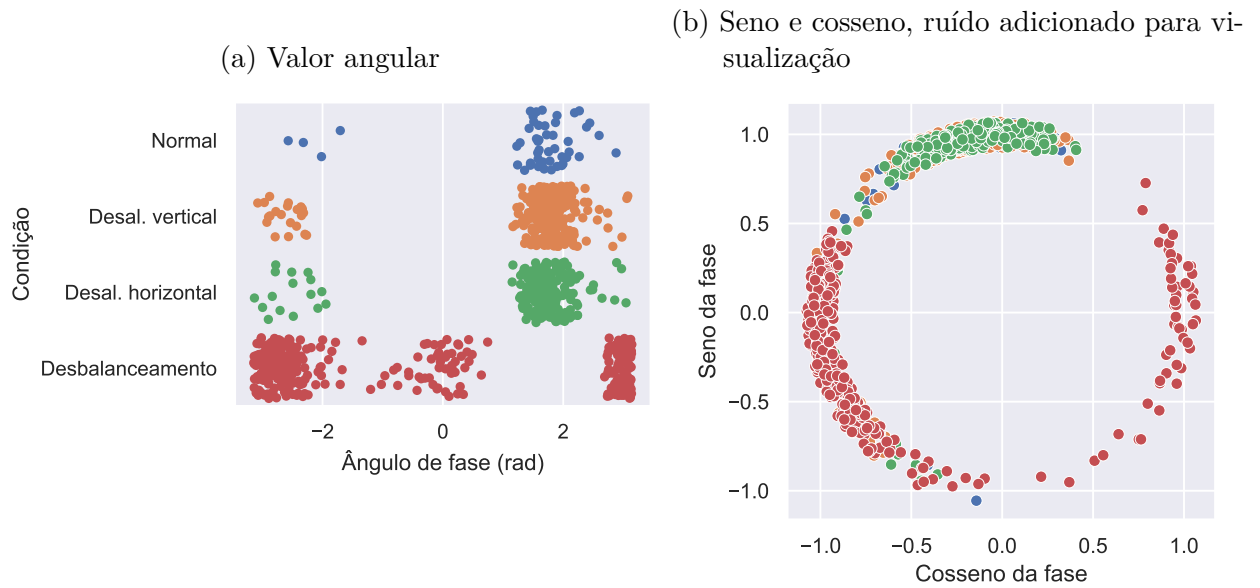 (a) Valor angular
Condição
Normal
Desal. vertical
Desal. horizontal
Desbalanceamento
−2
0
2
Ângulo de fase (rad)
(b) Seno e cosseno, ruído adicionado para vi-
sualização
Seno da fase
1.0
0.5
0.0
−0.5
−1.0
−1.0
−0.5
0.0
0.5
1.0
Cosseno da fase